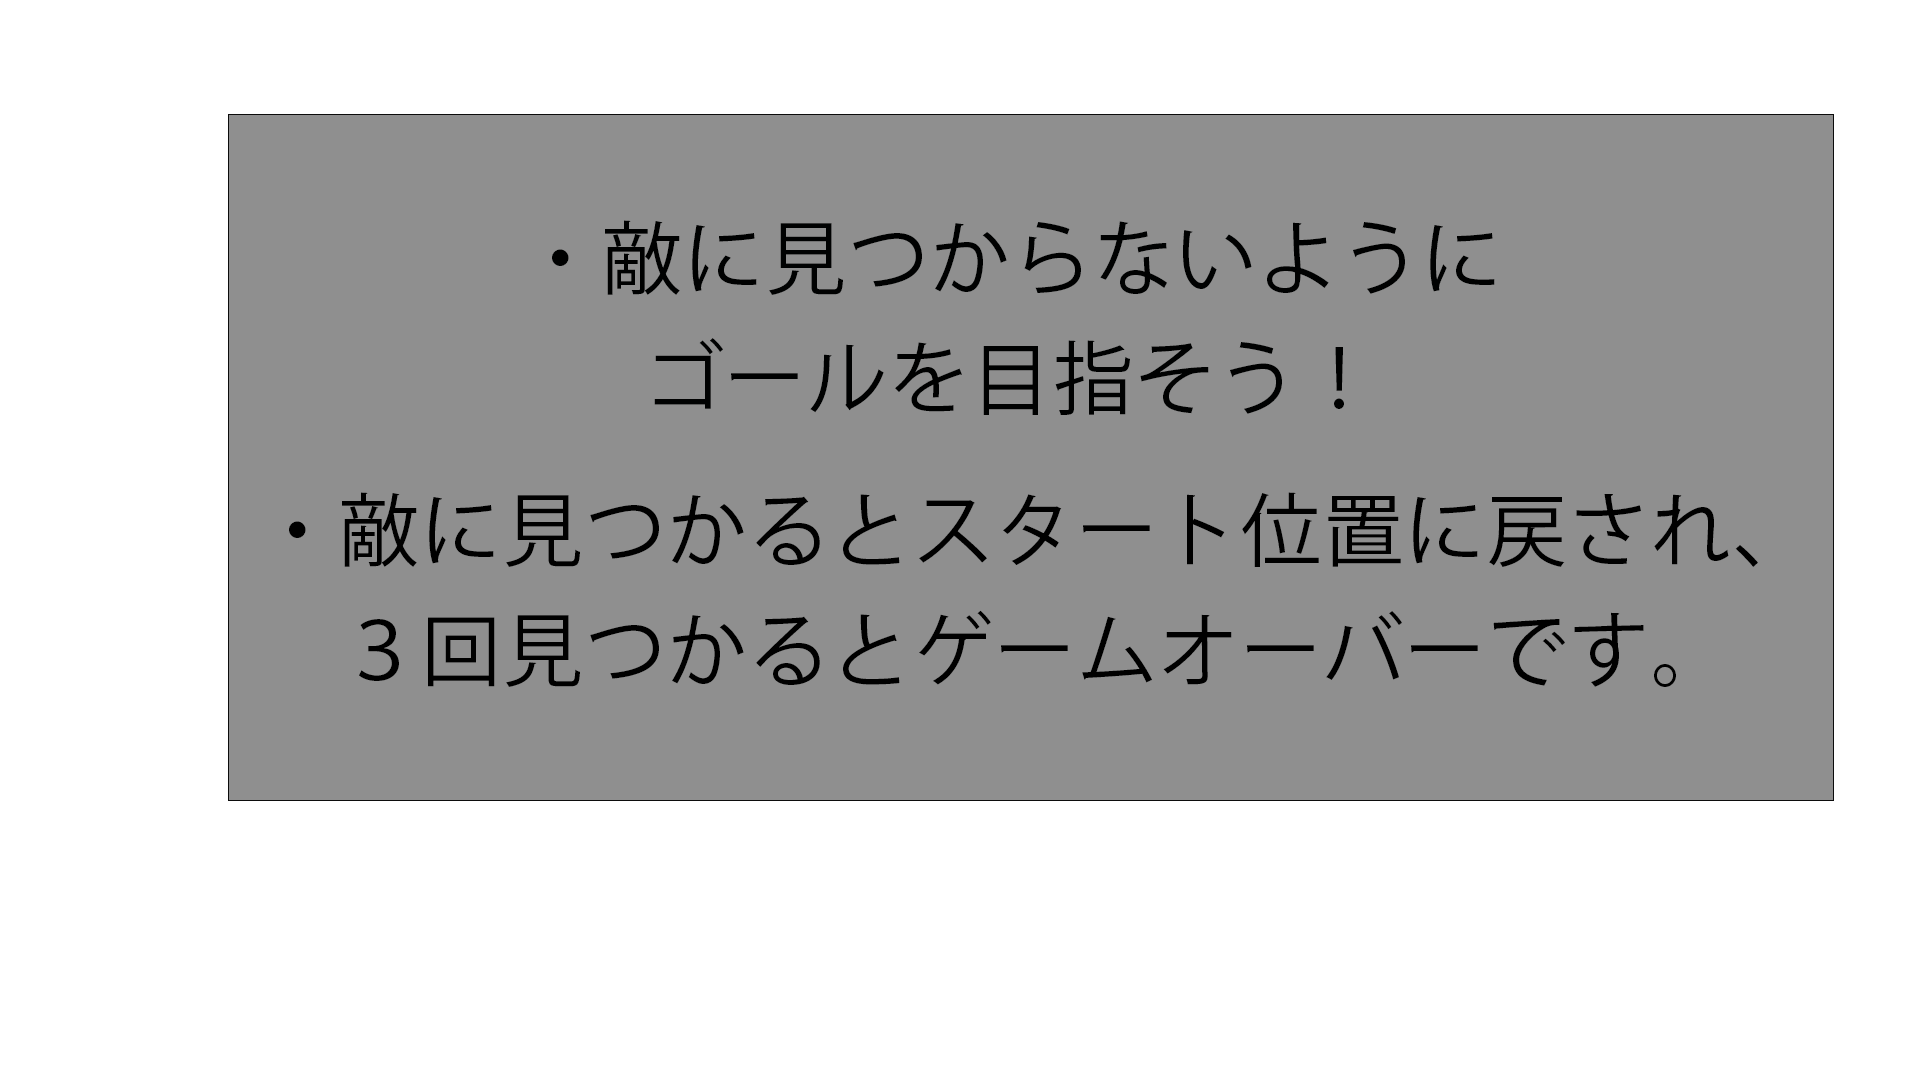 ・敵に見つからないように
ゴールを目指そう！
・敵に見つかるとスタート位置に戻され、
３回見つかるとゲームオーバーです。